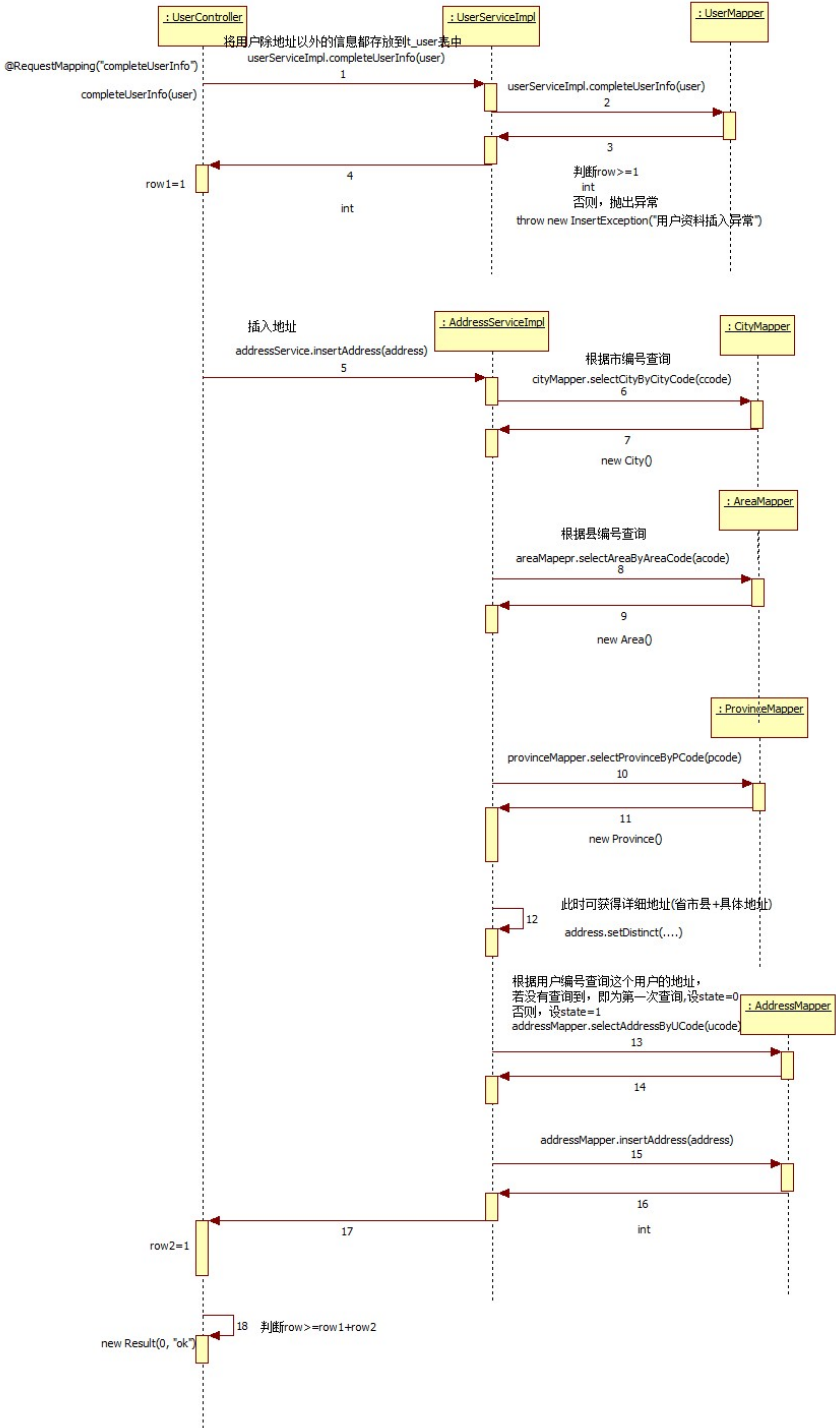 : UserController
: UserServiceImpl
: UserMapper
将用户除地址以外的信息都存放到t_user表中
userServiceImpl.completeUserInfo(user)
@RequestMapping("completeUserInfo")
1
completeUserInfo(user)
userServiceImpl.completeUserInfo(user)
2
3
4
判断row>=1
row1=1
int
否则，抛出异常
int
throw new InsertException("用户资料插入异常")
: AddressServiceImpl
: CityMapper
插入地址
addressService.insertAddress(address)
5
根据市编号查询
cityMapper.selectCityByCityCode(ccode)
6
7
new City()
: AreaMapper
根据县编号查询
areaMapepr.selectAreaByAreaCode(acode)
8
9
new Area()
: ProvinceMapper
provinceMapper.selectProvinceByPCode(pcode)
10
11
new Province()
此时可获得详细地址(省市县+具体地址)
12
address.setDistinct(....)
根据用户编号查询这个用户的地址，
若没有查询到，即为第一次查询,设state=0
否则，设state=1
: AddressMapper
addressMapper.selectAddressByUCode(ucode)
13
14
addressMapper.insertAddress(address)
15
16
17
int
row2=1
18
判断row>=row1+row2
new Result(0, "ok")